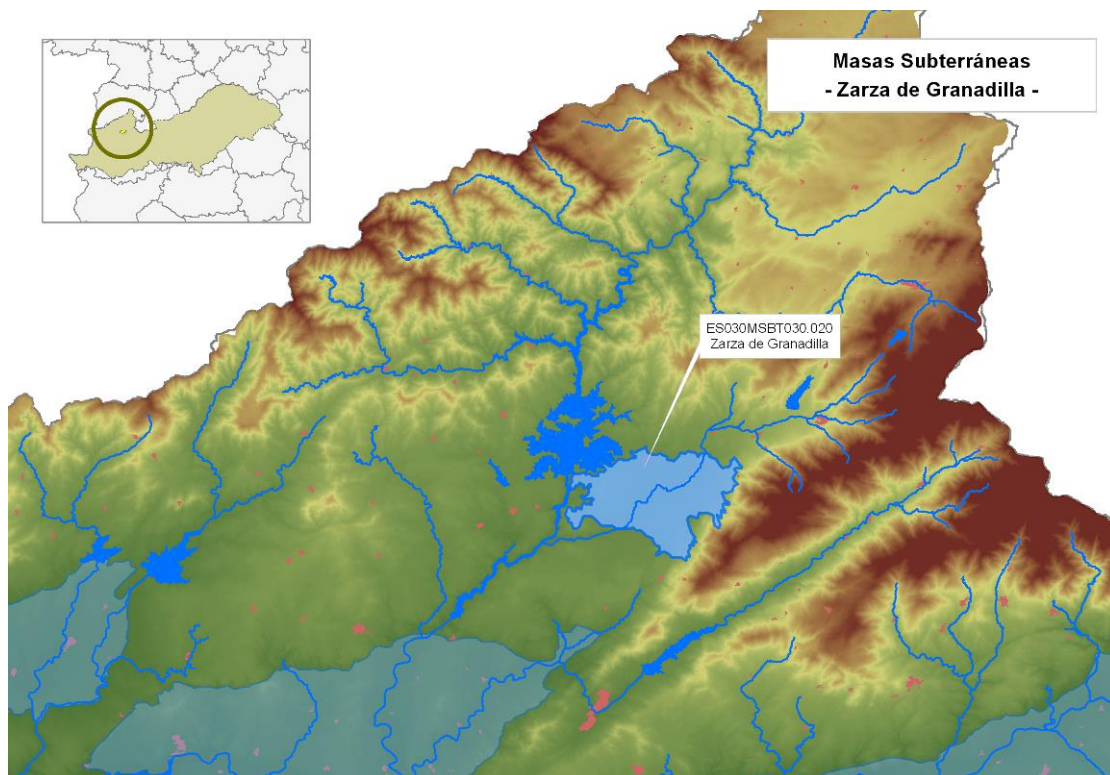 Masas Subterráneas
- Zarza de Granadilla -
ES030MSBT030.020
Zarza de Granadilla